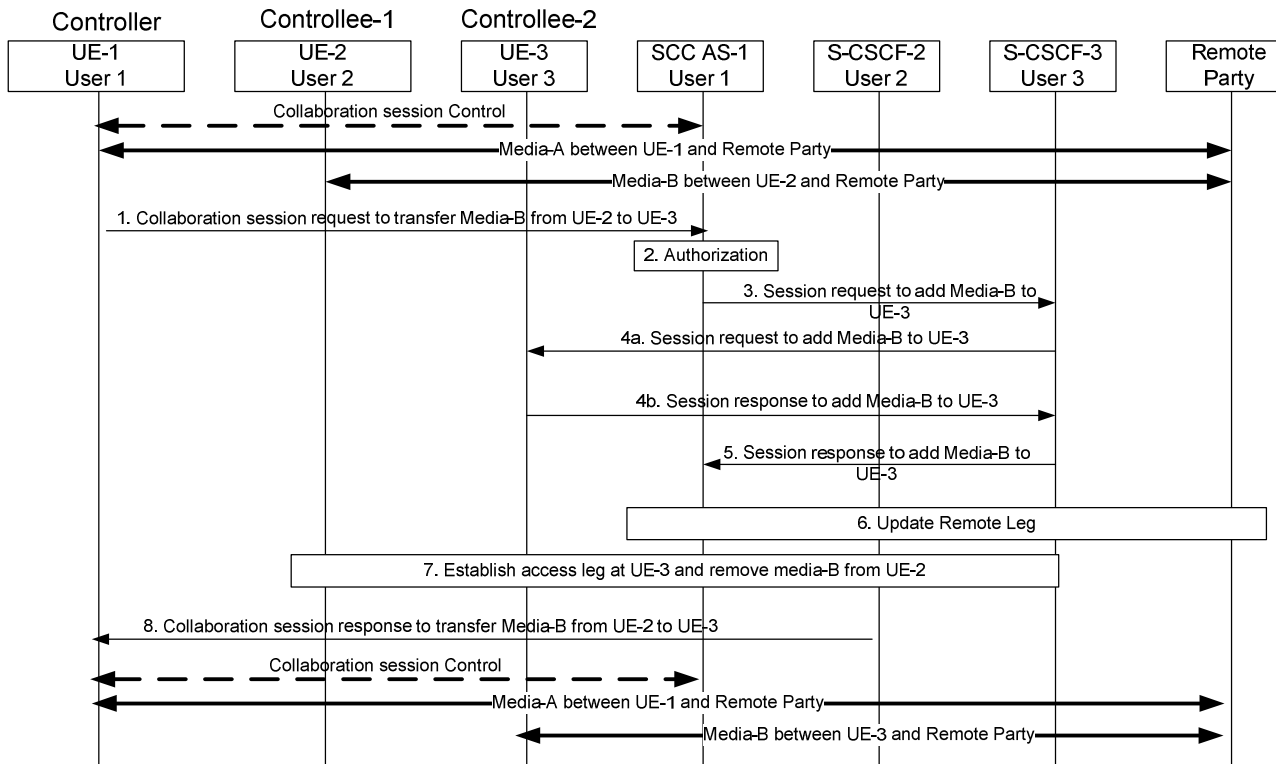 Controller
Controllee-1
Controllee-2
UE-1
User 1
UE-2
User 2
UE-3
User 3
SCC AS-1
User 1
S-CSCF-2
User 2
S-CSCF-3
User 3
Remote
Party
Collaboration session Control
Media-A between UE-1 and Remote Party
Media-B between UE-2 and Remote Party
1. Collaboration session request to transfer Media-B from UE-2 to UE-3
2. Authorization
3. Session request to add Media-B to
UE-3
4a. Session request to add Media-B to UE-3
4b. Session response to add Media-B to UE-3
5. Session response to add Media-B to
UE-3
6. Update Remote Leg
7. Establish access leg at UE-3 and remove media-B from UE-2
8. Collaboration session response to transfer Media-B from UE-2 to UE-3
Collaboration session Control
Media-A between UE-1 and Remote Party
Media-B between UE-3 and Remote Party